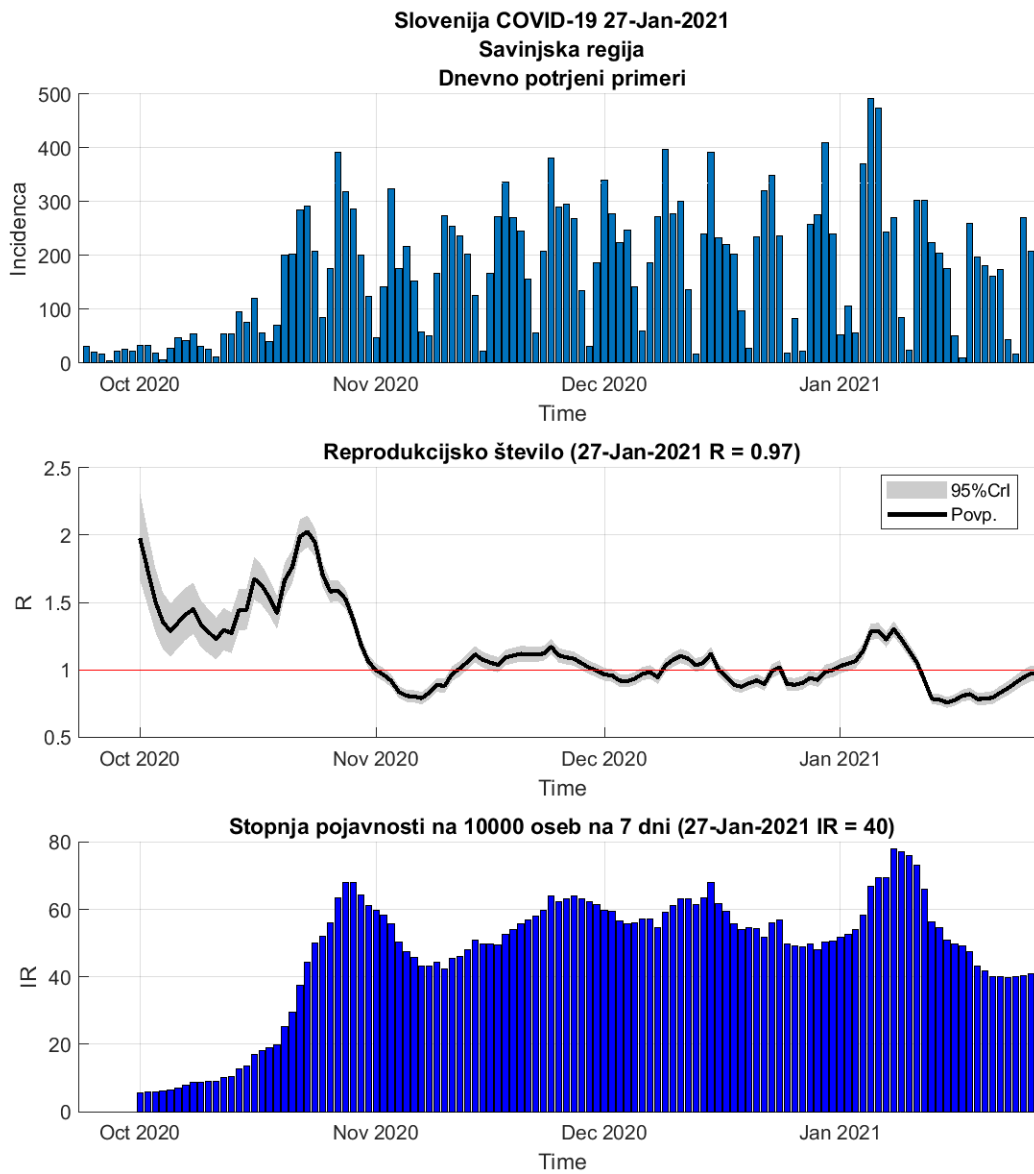 Slovenija COVID-19 27-Jan-2021
Savinjska regija
Dnevno potrjeni primeri
500
400
300
200
100
0
Incidenca
Oct 2020
Nov 2020
Dec 2020
Jan 2021
Time
Reprodukcijsko število (27-Jan-2021 R = 0.97)
2.5
2
1.5
1
0.5
R
95%CrI
Povp.
Oct 2020
Nov 2020
Dec 2020
Jan 2021
Time
Stopnja pojavnosti na 10000 oseb na 7 dni (27-Jan-2021 IR = 40)
80
60
40
20
0
IR
Oct 2020
Nov 2020
Dec 2020
Jan 2021
Time